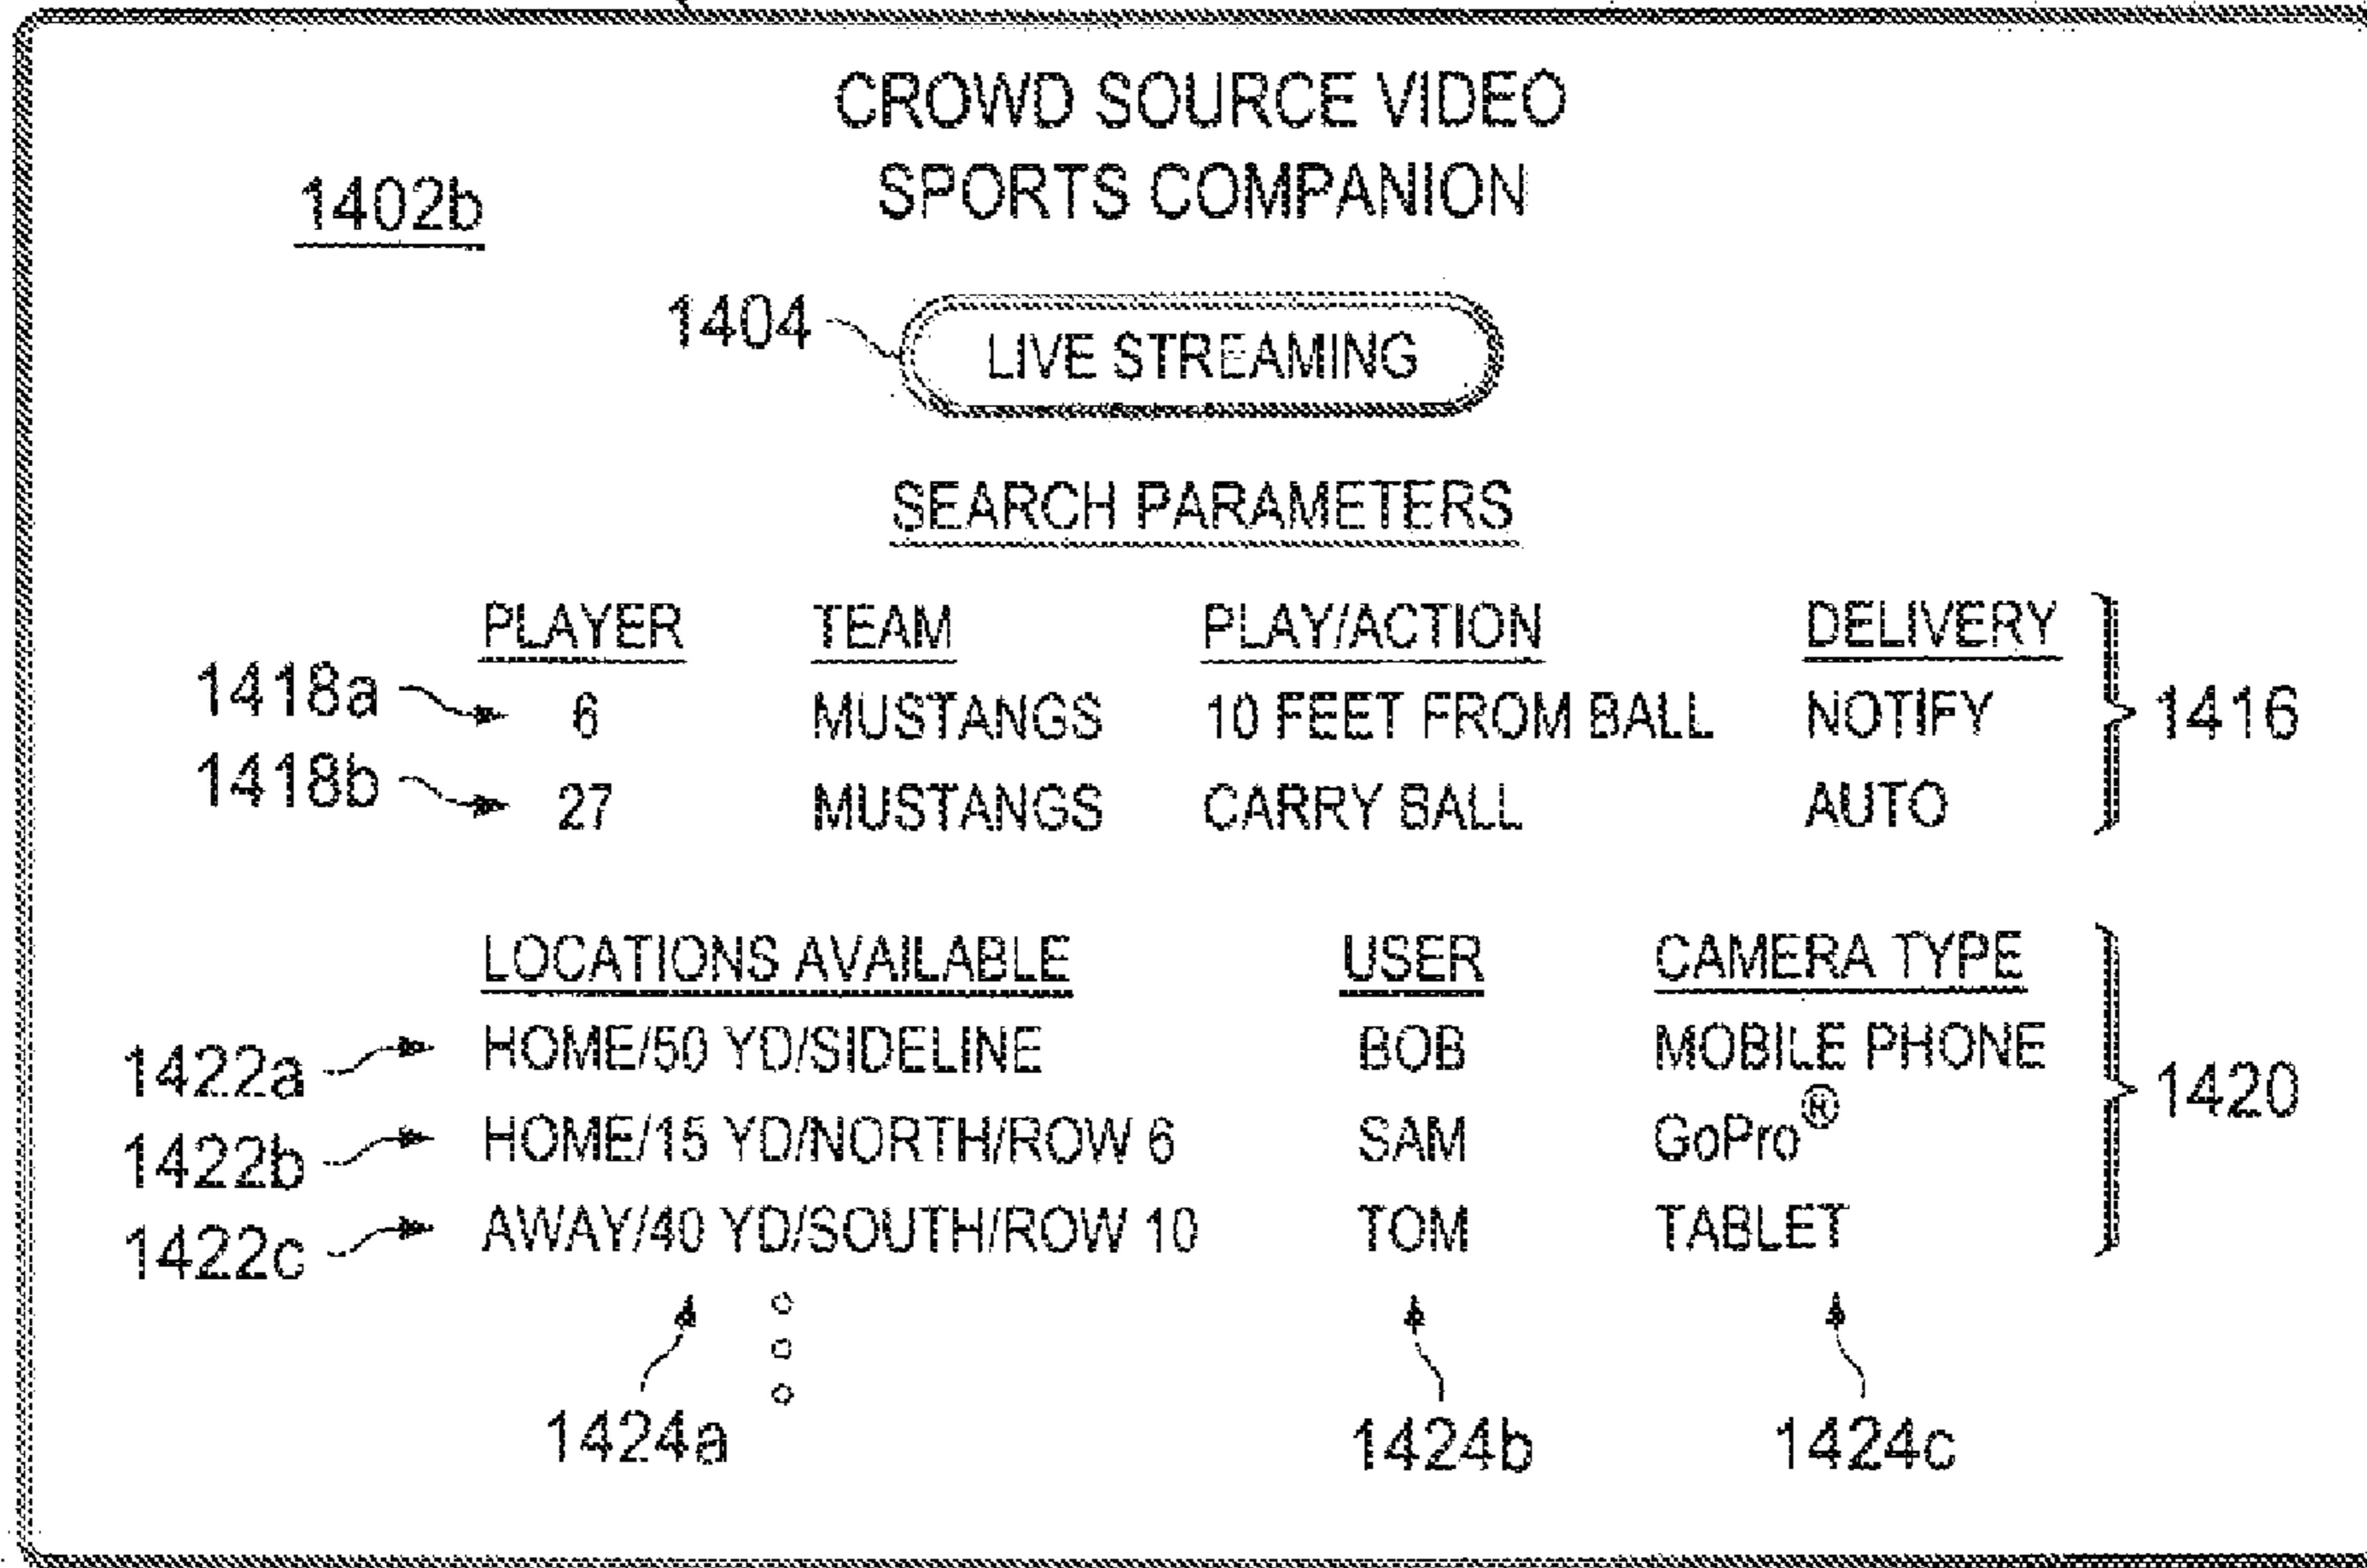 CROWD SOURCE VIDEO
SPORTS COMPANION
1402b
1404 LIVE STREAMING
SEARCH PARAMETERS
PLAYER TEAM PLAY/ACTION DELIVERY
1418a 6 MUSTANGS 10 FEET FROM BALL NOTIFY
1416
1418b 27 MUSTANGS CARRY BALL AUTO
LOCATIONS AVAILABLE USER CAMERA TYPE
1422a HOME/50 YD/SIDELINE BOB MOBILE PHONE
1420
1422b HOME/15 YD/NORTH/ROW 6 SAM GoPro®
1422c AWAY/40 YD/SOUTH/ROW 10 TOM TABLET
1424a 1424b 1424c